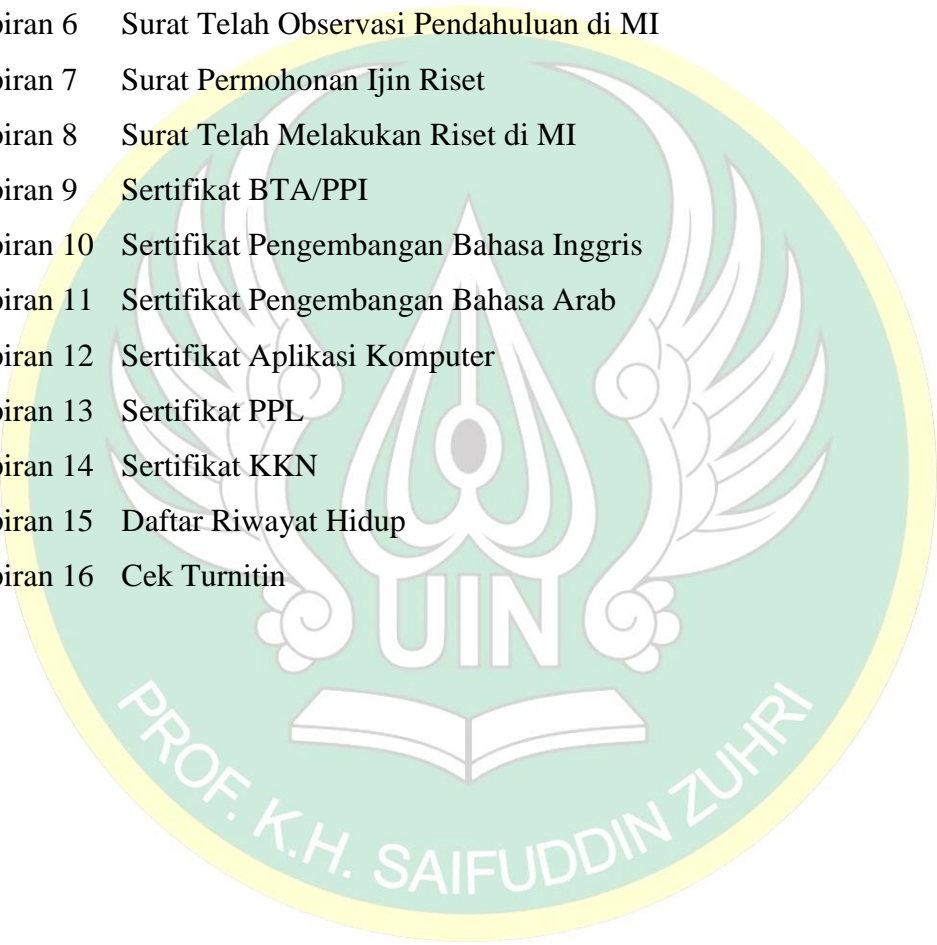 piran 6 Surat Telah Observasi Pendahuluan di MI
piran 7 Surat Permohonan Ijin Riset
piran 8 Surat Telah Melakukan Riset di MI
piran 9 Sertifikat BTA/PPI
piran 10 Sertifikat Pengembangan Bahasa Inggris
piran 11 Sertifikat Pengembangan Bahasa Arab
piran 12 Sertifikat Aplikasi Komputer
piran 13 Sertifikat PPL
piran 14 Sertifikat KKN
piran 15 Daftar Riwayat Hidup
piran 16 Cek Turnitin
UIN
PROF. K.H. SAIFUDDIN ZUHRI